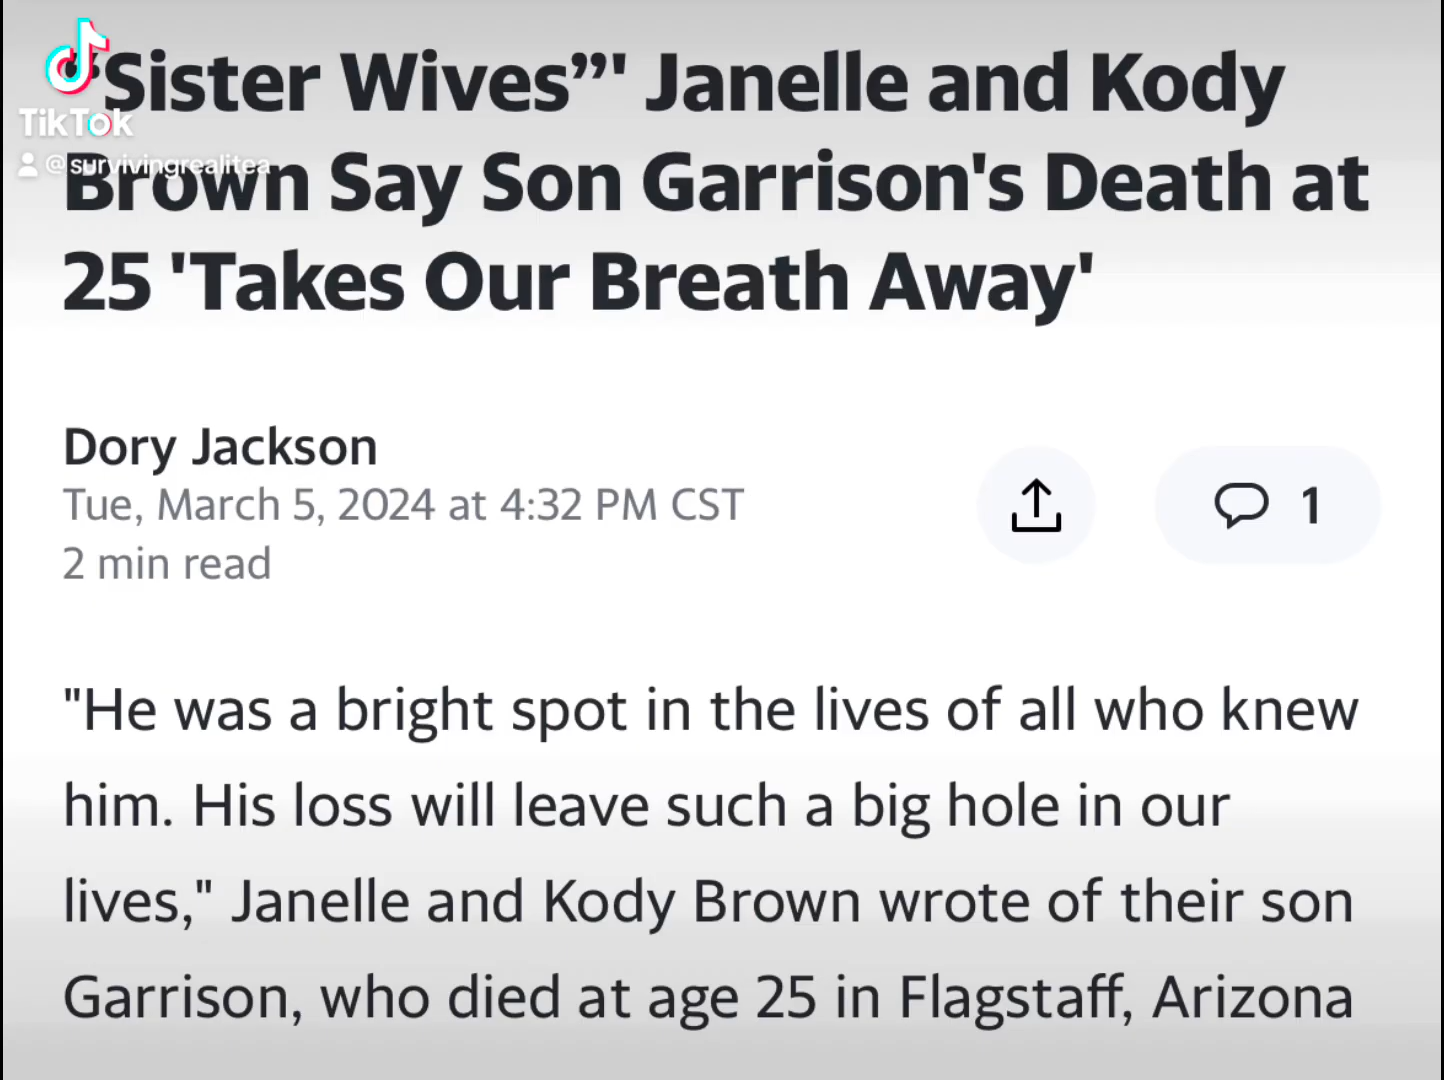 TikTok
@survivingrealitea
“Sister Wives”' Janelle and Kody
Brown Say Son Garrison's Death at
25 'Takes Our Breath Away'
Dory Jackson
Tue, March 5, 2024 at 4:32 PM CST
2 min read
1
"He was a bright spot in the lives of all who knew
him. His loss will leave such a big hole in our
lives," Janelle and Kody Brown wrote of their son
Garrison, who died at age 25 in Flagstaff, Arizona